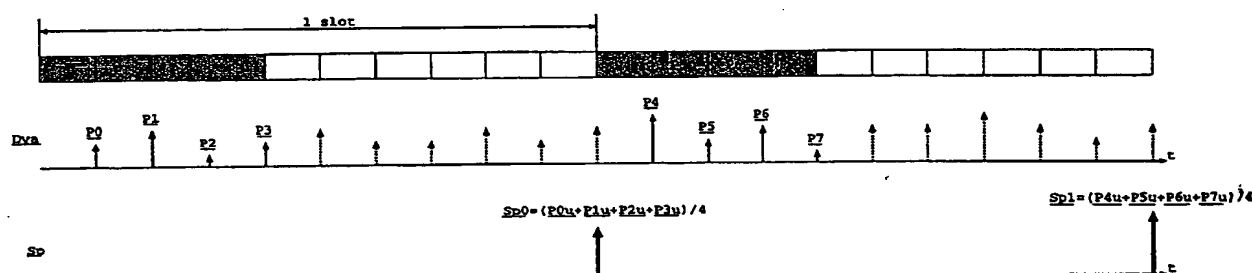 1 slot
P4
P1
P6
P0
P3
P5
Dva
P2
P7
t
Sp0=(P0u+P1u+P2u+P3u)/4
Sp1=(P4u+P5u+P6u+P7u)/4
Sp
t